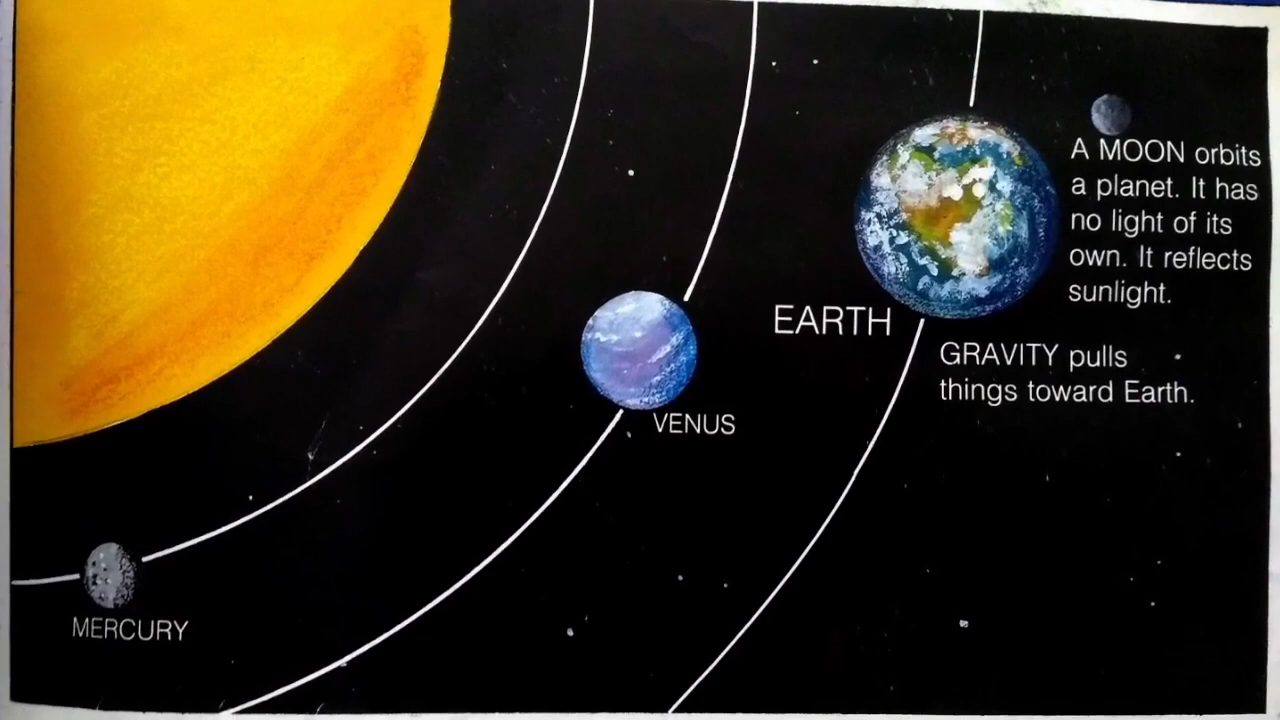 A MOON orbits
a planet. It has
no light of its
own. It reflects
sunlight.
EARTH
GRAVITY pulls
things toward Earth.
VENUS
MERCURY